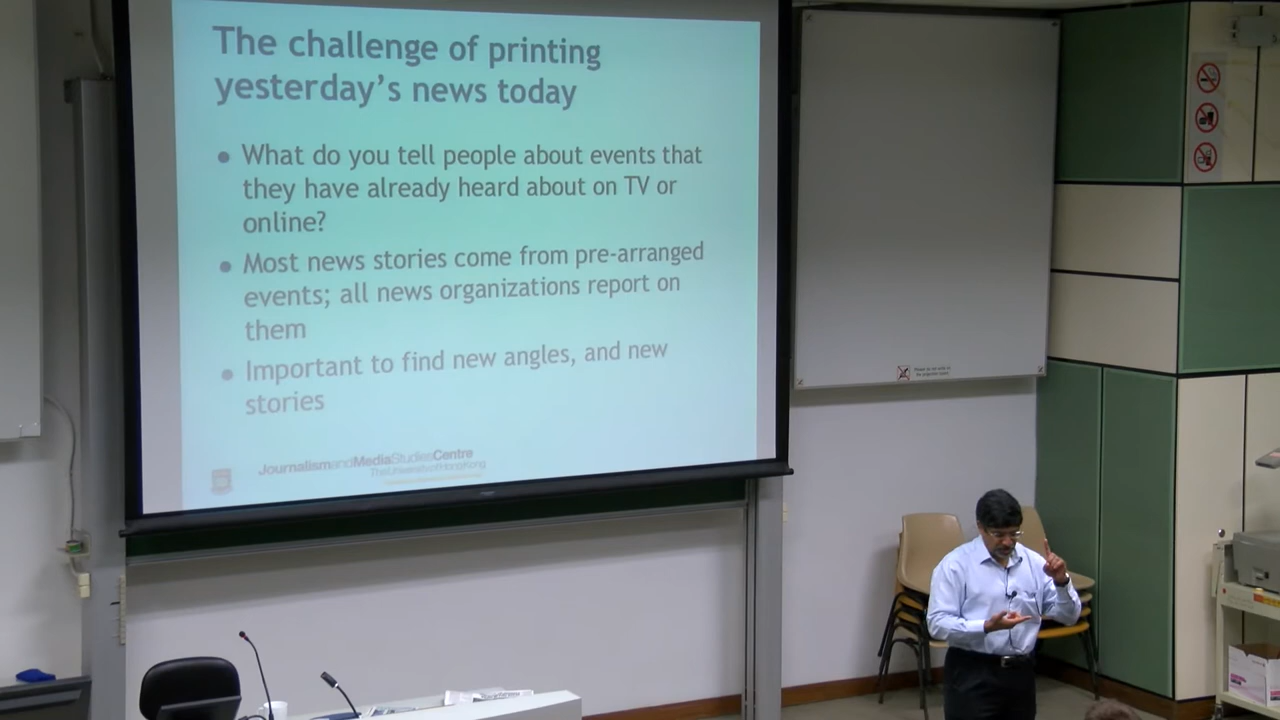 The challenge of printing
yesterday's news today
• What do you tell people about events that
they have already heard about on TV or
online?
• Most news stories come from pre-arranged
events; all news organizations report on
them
• Important to find new angles, and new
stories
JournalismandMediaStudiesCentre
TheUniversityofHongKong